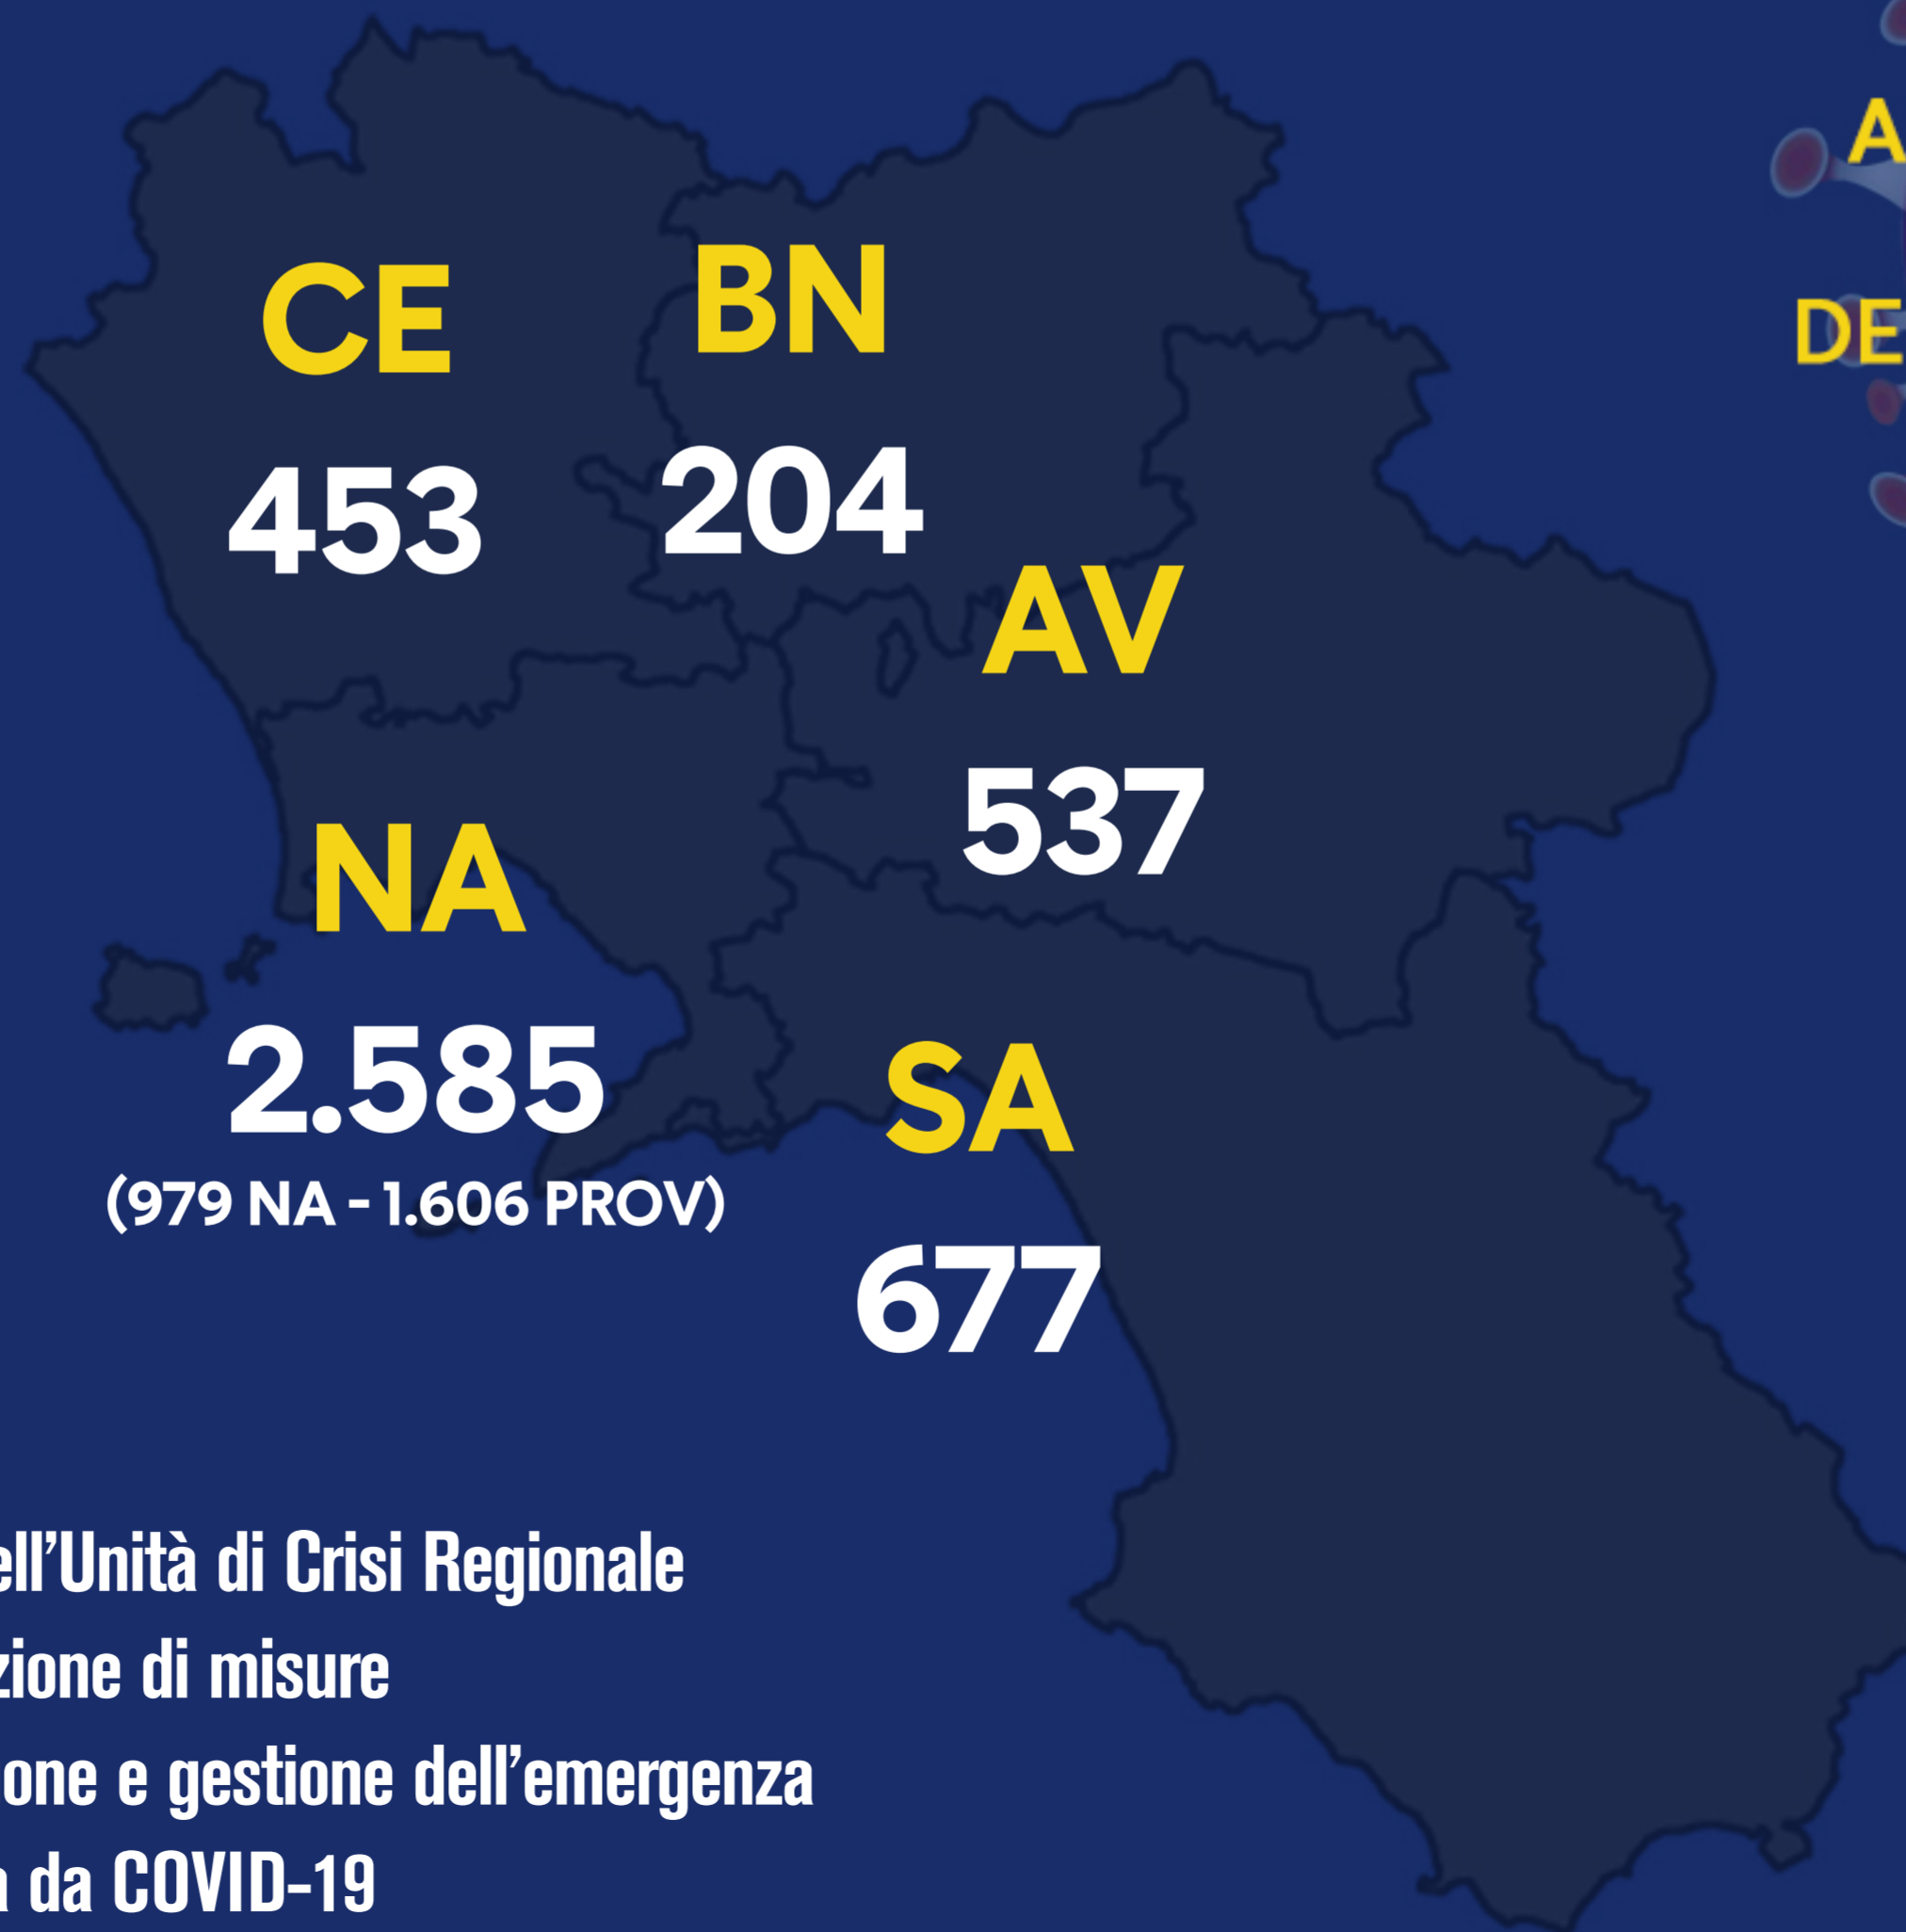 A
DE
CE
453
BN
204
AV
537
NA
2.585
(979 NA - 1.606 PROV)
SA
677
ell'Unità di Crisi Regionale
zione di misure
one e gestione dell'emergenza
a da COVID-19